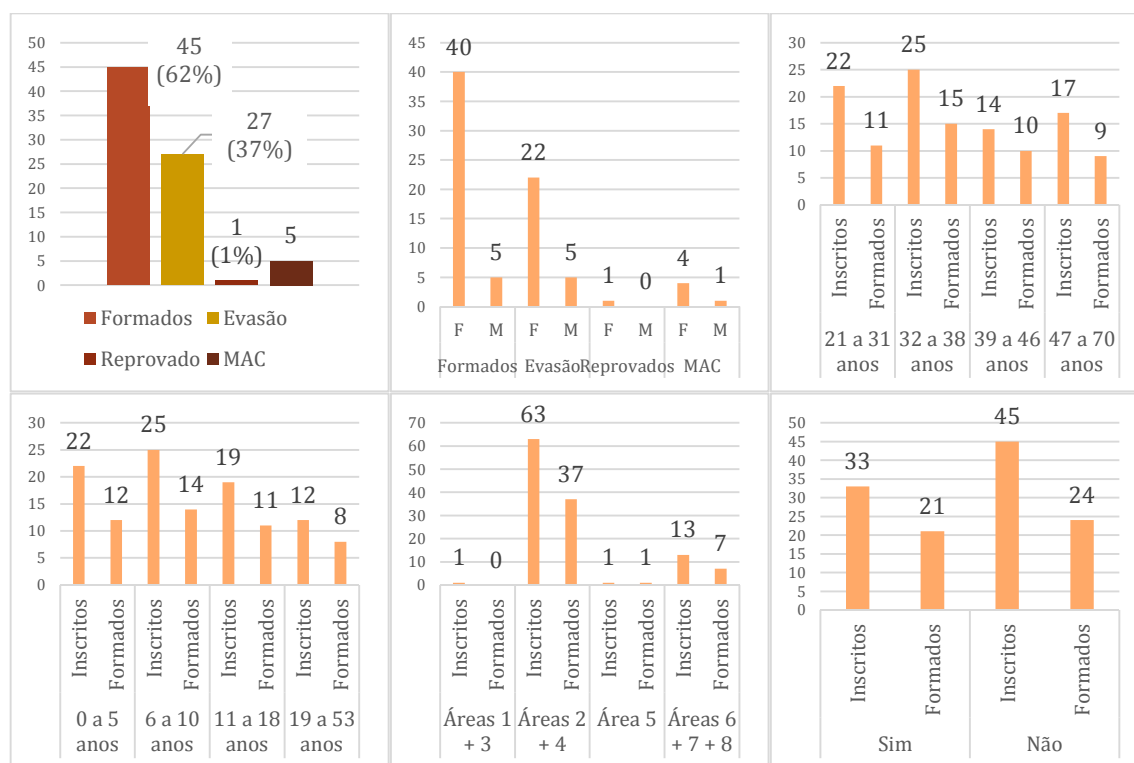 50
45
40
35
30
25
20
15
10
5
0
45
(62%)
27
(37%)
1
(1%)
5
Formados
Evasão
Reprovado
MAC
45
40
35
30
25
20
15
10
5
0
40
5
22
5
1
0
4
1
F M F M F M F M
Formados Evasão Reprovados MAC
30
25
20
15
10
5
0
22
11
25
15
14
10
17
9
Inscritos
Formados
Inscritos
Formados
Inscritos
Formados
Inscritos
Formados
21 a 31
anos
32 a 38
anos
39 a 46
anos
47 a 70
anos
30
25
20
15
10
5
0
22
12
25
14
19
11
12
8
Inscritos
Formados
Inscritos
Formados
Inscritos
Formados
Inscritos
Formados
0 a 5
anos
6 a 10
anos
11 a 18
anos
19 a 53
anos
70
60
50
40
30
20
10
0
1
0
63
37
1
1
13
7
Inscritos
Formados
Inscritos
Formados
Inscritos
Formados
Inscritos
Formados
Áreas 1
+ 3
Áreas 2
+ 4
Área 5
Áreas 6
+ 7 + 8
50
45
40
35
30
25
20
15
10
5
0
33
21
45
24
Inscritos
Formados
Inscritos
Formados
Sim
Não